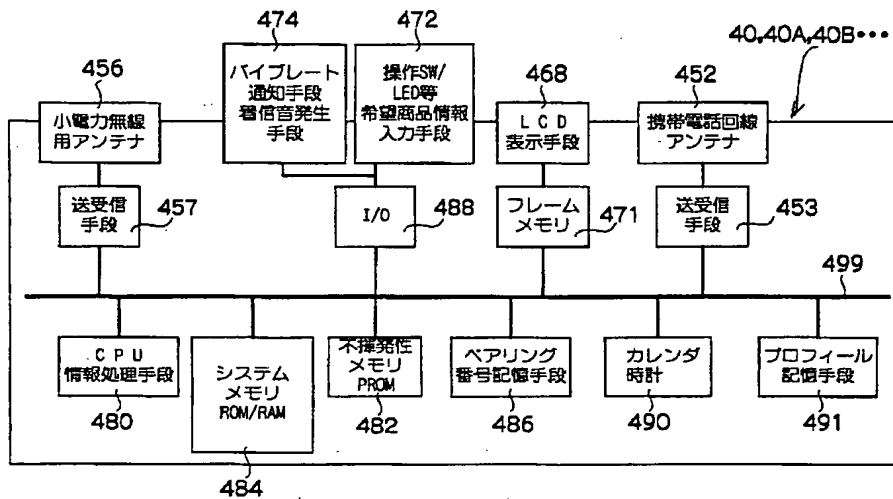 474
472
40,40A,40B•••
456
468
452
バイブレート
通知手段
着信音発生
手段
操作SW/
LED等
希望商品情報
入力手段
小電力無線
用アンテナ
LCD
表示手段
携帯電話回線
アンテナ
送受信
手段
457
I/O
488
フレーム
メモリ
471
送受信
手段
453
499
CPU
情報処理手段
480
システム
メモリ
ROM/RAM
484
不揮発性
メモリ
PROM
482
ペアリング
番号記憶手段
486
カレンダ
時計
490
プロフィール
記憶手段
491